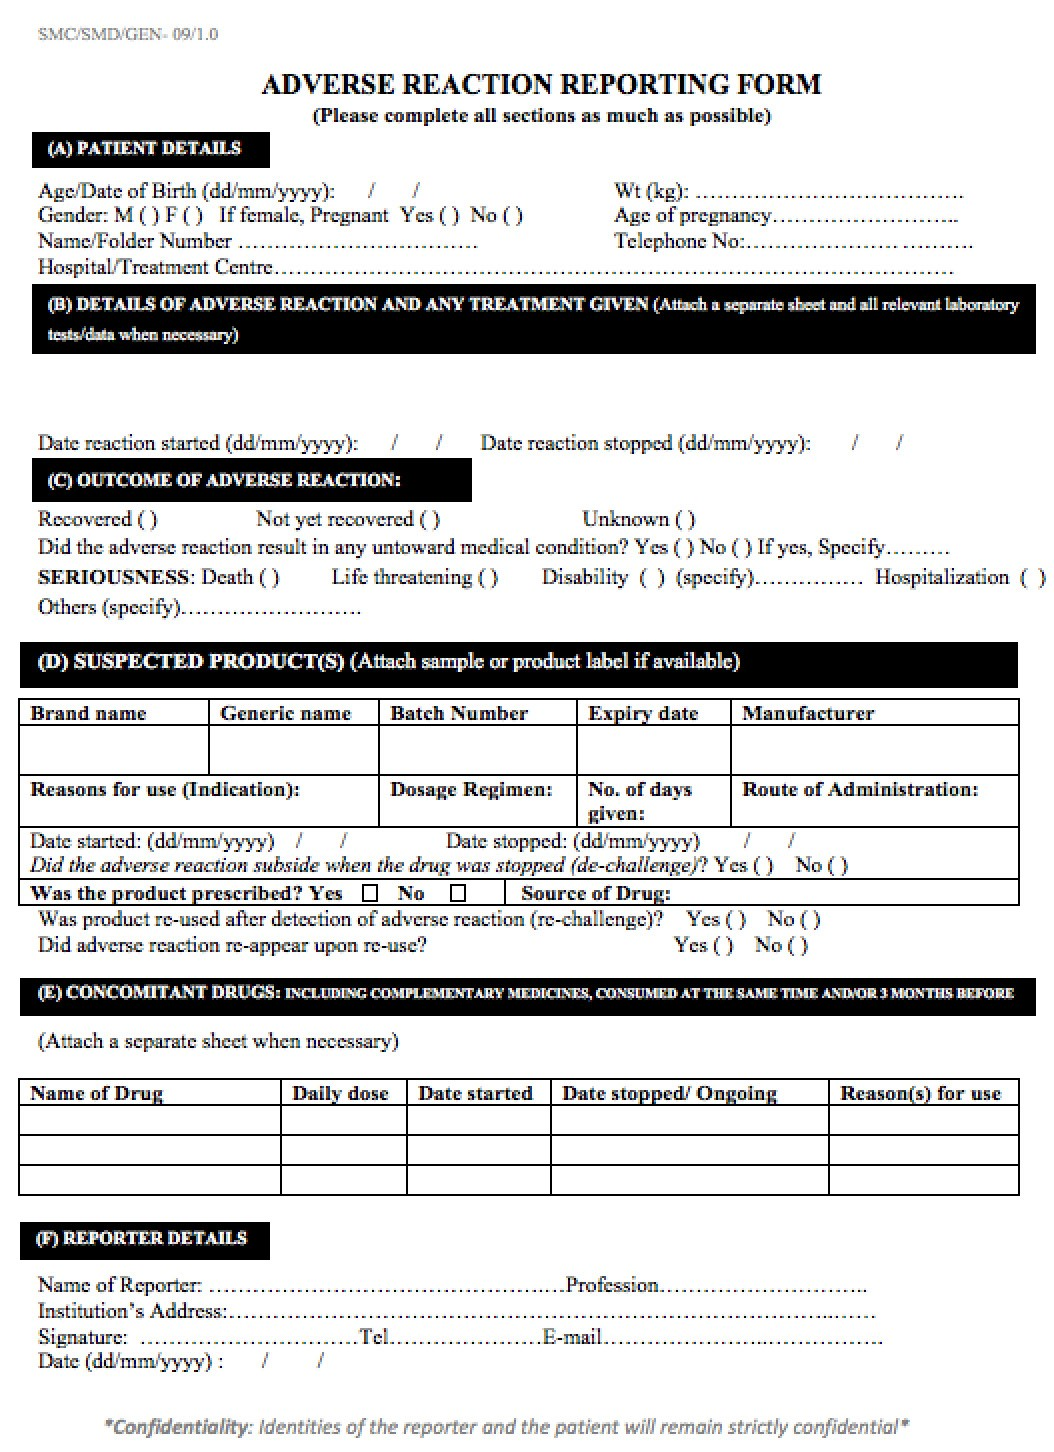 SMC/SMD/GEN- 09/1.0
ADVERSE REACTION REPORTING FORM
(Please complete all sections as much as possible)
(A) PATIENT DETAILS
Age/Date of Birth (dd/mm/yyyy): / / Wt (kg): ……………………………….
Gender: M ( ) F ( ) If female, Pregnant Yes ( ) No ( ) Age of pregnancy……………………..
Name/Folder Number …………………………… Telephone No:………………… ……….
Hospital/Treatment Centre…………………………………………………………………………………
(B) DETAILS OF ADVERSE REACTION AND ANY TREATMENT GIVEN (Attach a separate sheet and all relevant laboratory
tests/data when necessary)
Date reaction started (dd/mm/yyyy): / / Date reaction stopped (dd/mm/yyyy): / /
(C) OUTCOME OF ADVERSE REACTION:
Recovered ( ) Not yet recovered ( ) Unknown ( )
Did the adverse reaction result in any untoward medical condition? Yes ( ) No ( ) If yes, Specify………
SERIOUSNESS: Death ( ) Life threatening ( ) Disability ( ) (specify)…………… Hospitalization ( )
Others (specify)…………………….
(D) SUSPECTED PRODUCT(S) (Attach sample or product label if available)
Brand name Generic name Batch Number Expiry date Manufacturer
Reasons for use (Indication): Dosage Regimen: No. of days Route of Administration:
given:
Date started: (dd/mm/yyyy) / / Date stopped: (dd/mm/yyyy) / /
Did the adverse reaction subside when the drug was stopped (de-challenge)? Yes ( ) No ( )
Was the product prescribed? Yes ☐ No ☐ Source of Drug:
Was product re-used after detection of adverse reaction (re-challenge)? Yes ( ) No ( )
Did adverse reaction re-appear upon re-use? Yes ( ) No ( )
(E) CONCOMITANT DRUGS: INCLUDING COMPLEMENTARY MEDICINES, CONSUMED AT THE SAME TIME AND/OR 3 MONTHS BEFORE
(Attach a separate sheet when necessary)
Name of Drug Daily dose Date started Date stopped/ Ongoing Reason(s) for use
(F) REPORTER DETAILS
Name of Reporter: …………………………………………Profession………………………..
Institution’s Address:……………………………………………………………………………
Signature: …………………………Tel…………………E-mail……………………………….
Date (dd/mm/yyyy) : / /
*Confidentiality: Identities of the reporter and the patient will remain strictly confidential*